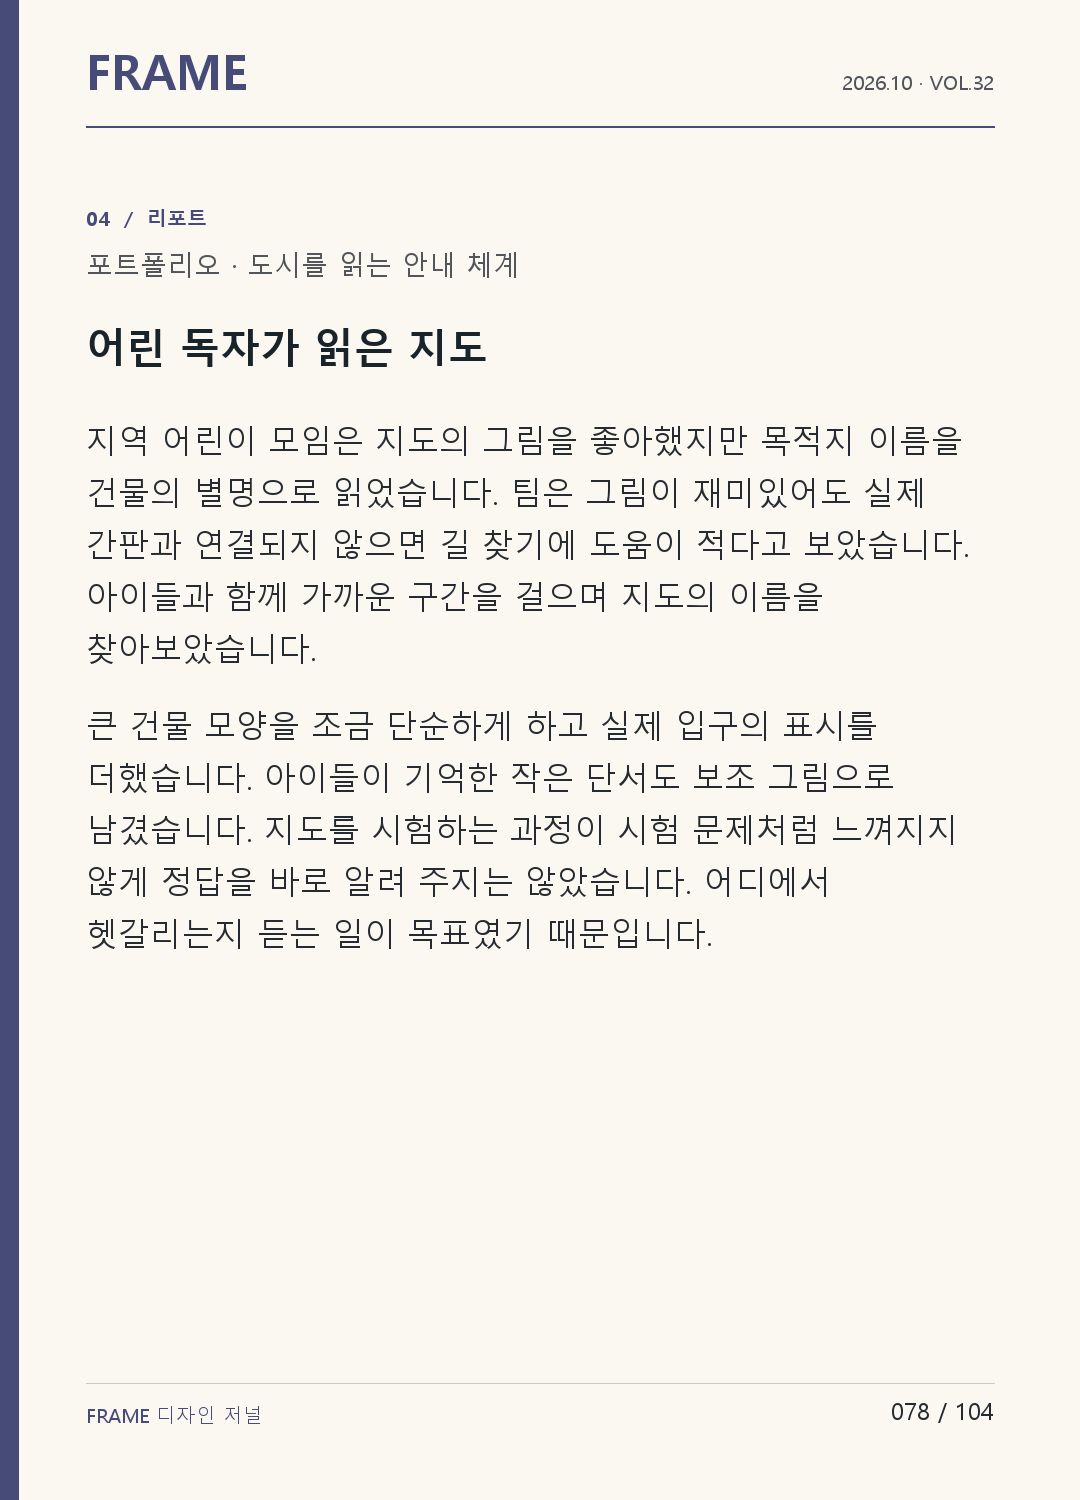 FRAME
2026.10 · VOL.32
04 / 리포트
포트폴리오 · 도시를 읽는 안내 체계
어린 독자가 읽은 지도
지역 어린이 모임은 지도의 그림을 좋아했지만 목적지 이름을
건물의 별명으로 읽었습니다. 팀은 그림이 재미있어도 실제
간판과 연결되지 않으면 길 찾기에 도움이 적다고 보았습니다.
아이들과 함께 가까운 구간을 걸으며 지도의 이름을
찾아보았습니다.
큰 건물 모양을 조금 단순하게 하고 실제 입구의 표시를
더했습니다. 아이들이 기억한 작은 단서도 보조 그림으로
남겼습니다. 지도를 시험하는 과정이 시험 문제처럼 느껴지지
않게 정답을 바로 알려 주지는 않았습니다. 어디에서
헷갈리는지 듣는 일이 목표였기 때문입니다.
FRAME 디자인 저널
078 / 104